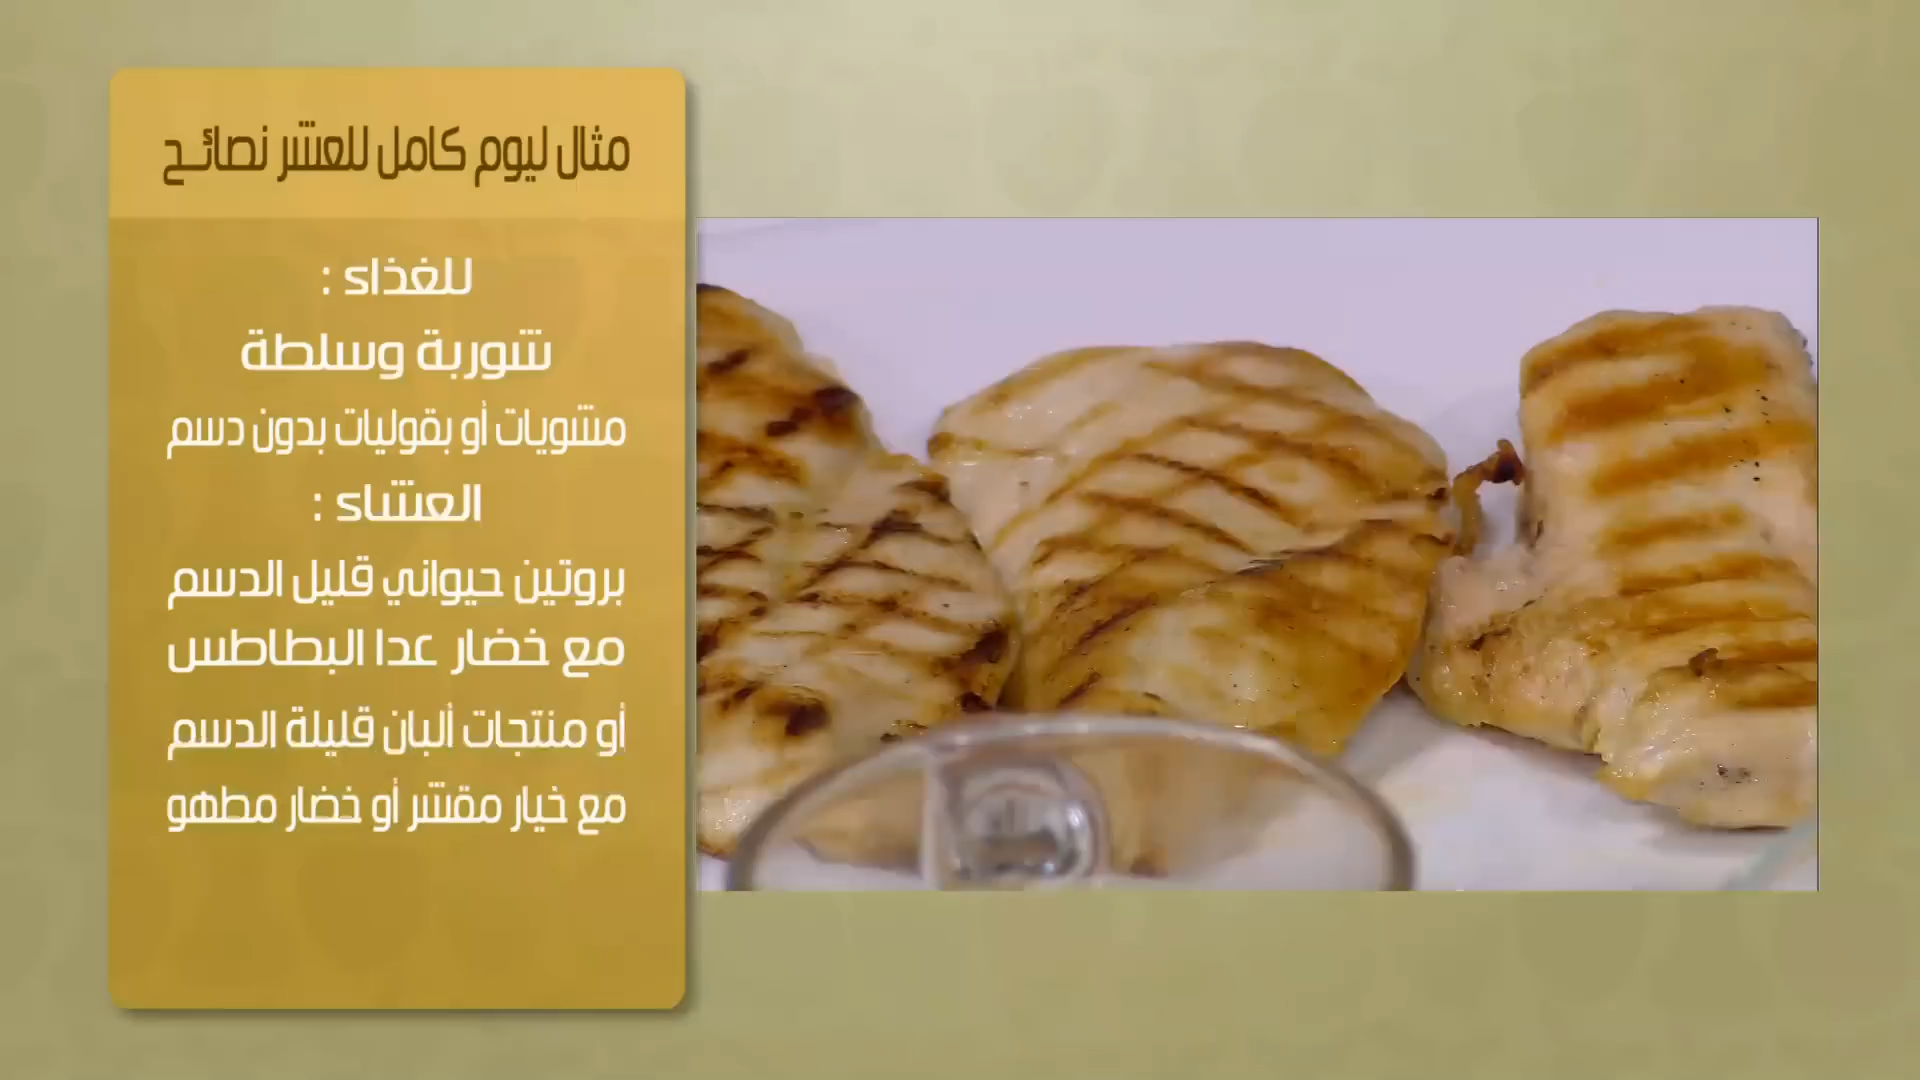 مثال ليوم كامل للعشر نصائح
للغذاء :
شوربة وسلطة
مشويات أو بقوليات بدون دسم
العشاء :
بروتين حيواني قليل الدسم
مع خضار عدا البطاطس
أو منتجات ألبان قليلة الدسم
مع خيار مقشر أو خضار مطهو